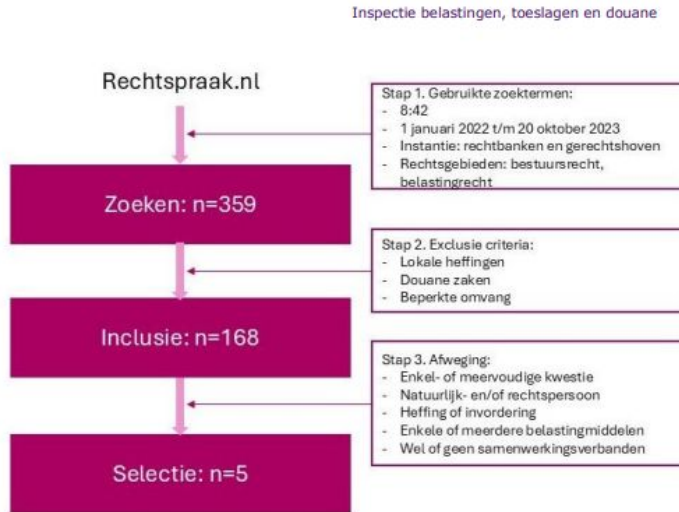 Inspectie belastingen, toeslagen en douane
Rechtspraak.nl
Stap 1. Gebruikte zoektermen:
- 8:42
- 1 januari 2022 t/m 20 oktober 2023
- Instantie: rechtbanken en gerechtshoven
- Rechtsgebieden: bestuursrecht,
belastingrecht
Zoeken: n=359
Stap 2. Exclusie criteria:
- Lokale heffingen
- Douane zaken
- Beperkte omvang
Inclusie: n=168
Stap 3. Afweging:
- Enkel- of meervoudige kwestie
- Natuurlijk- en/of rechtspersoon
- Heffing of invordering
- Enkele of meerdere belastingmiddelen
- Wel of geen samenwerkingsverbanden
Selectie: n=5